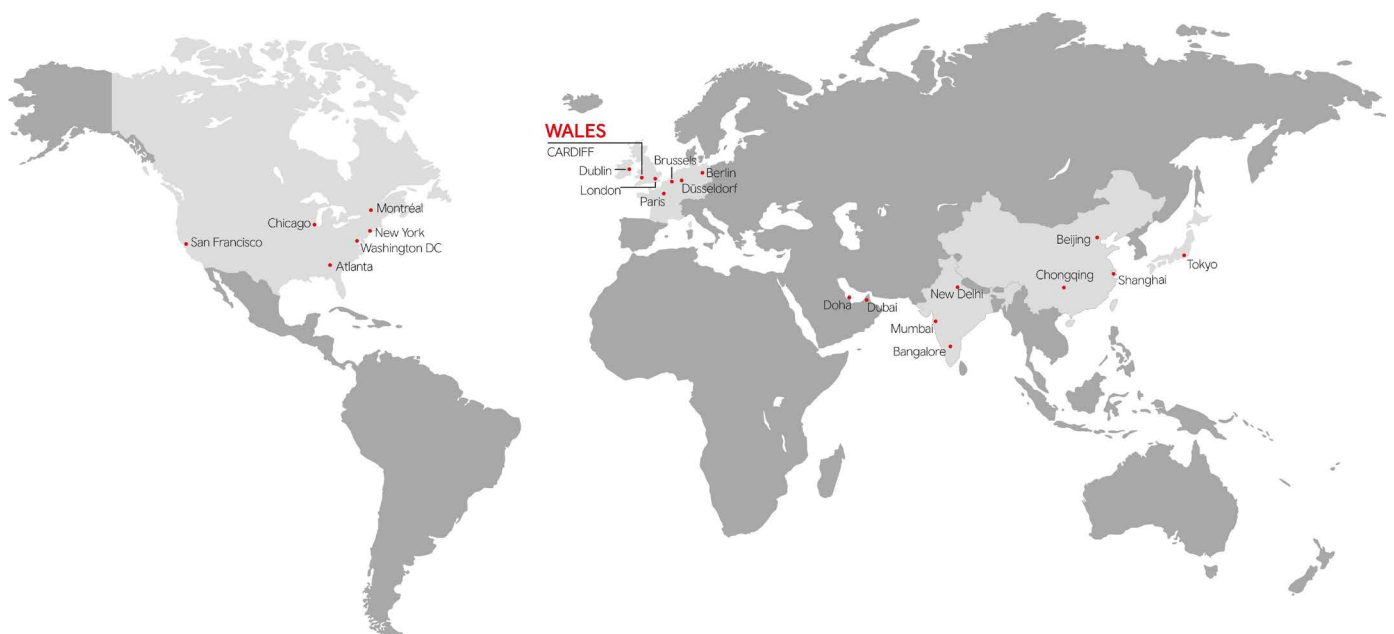 WALES
CARDIFF
Dublin
London
Brussels
Berlin
Düsseldorf
Paris
Montréal
Chicago
New York
San Francisco
Washington DC
Atlanta
Beijing
Tokyo
Chongqing
Shanghai
New Delhi
Doha
Dubai
Mumbai
Bangalore